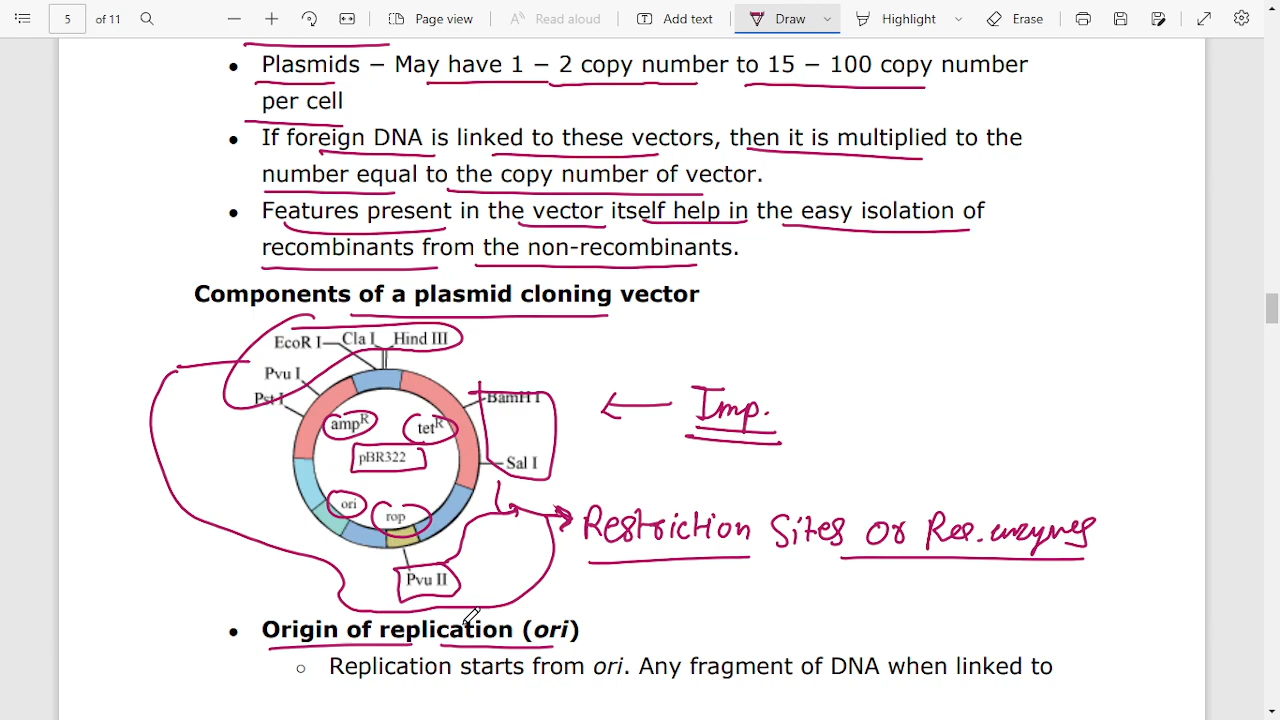 5 of 11 Page view Read aloud Add text Draw Highlight Erase
• Plasmids − May have 1 − 2 copy number to 15 − 100 copy number
per cell
• If foreign DNA is linked to these vectors, then it is multiplied to the
number equal to the copy number of vector.
• Features present in the vector itself help in the easy isolation of
recombinants from the non-recombinants.
Components of a plasmid cloning vector
EcoR I Cla I Hind III
Pvu I
Pst I
BamH I
ampR
tetR
pBR322
Sal I
ori
rop
Pvu II
← Imp.
Restriction Sites or Res. enzymes
• Origin of replication (ori)
○ Replication starts from ori. Any fragment of DNA when linked to